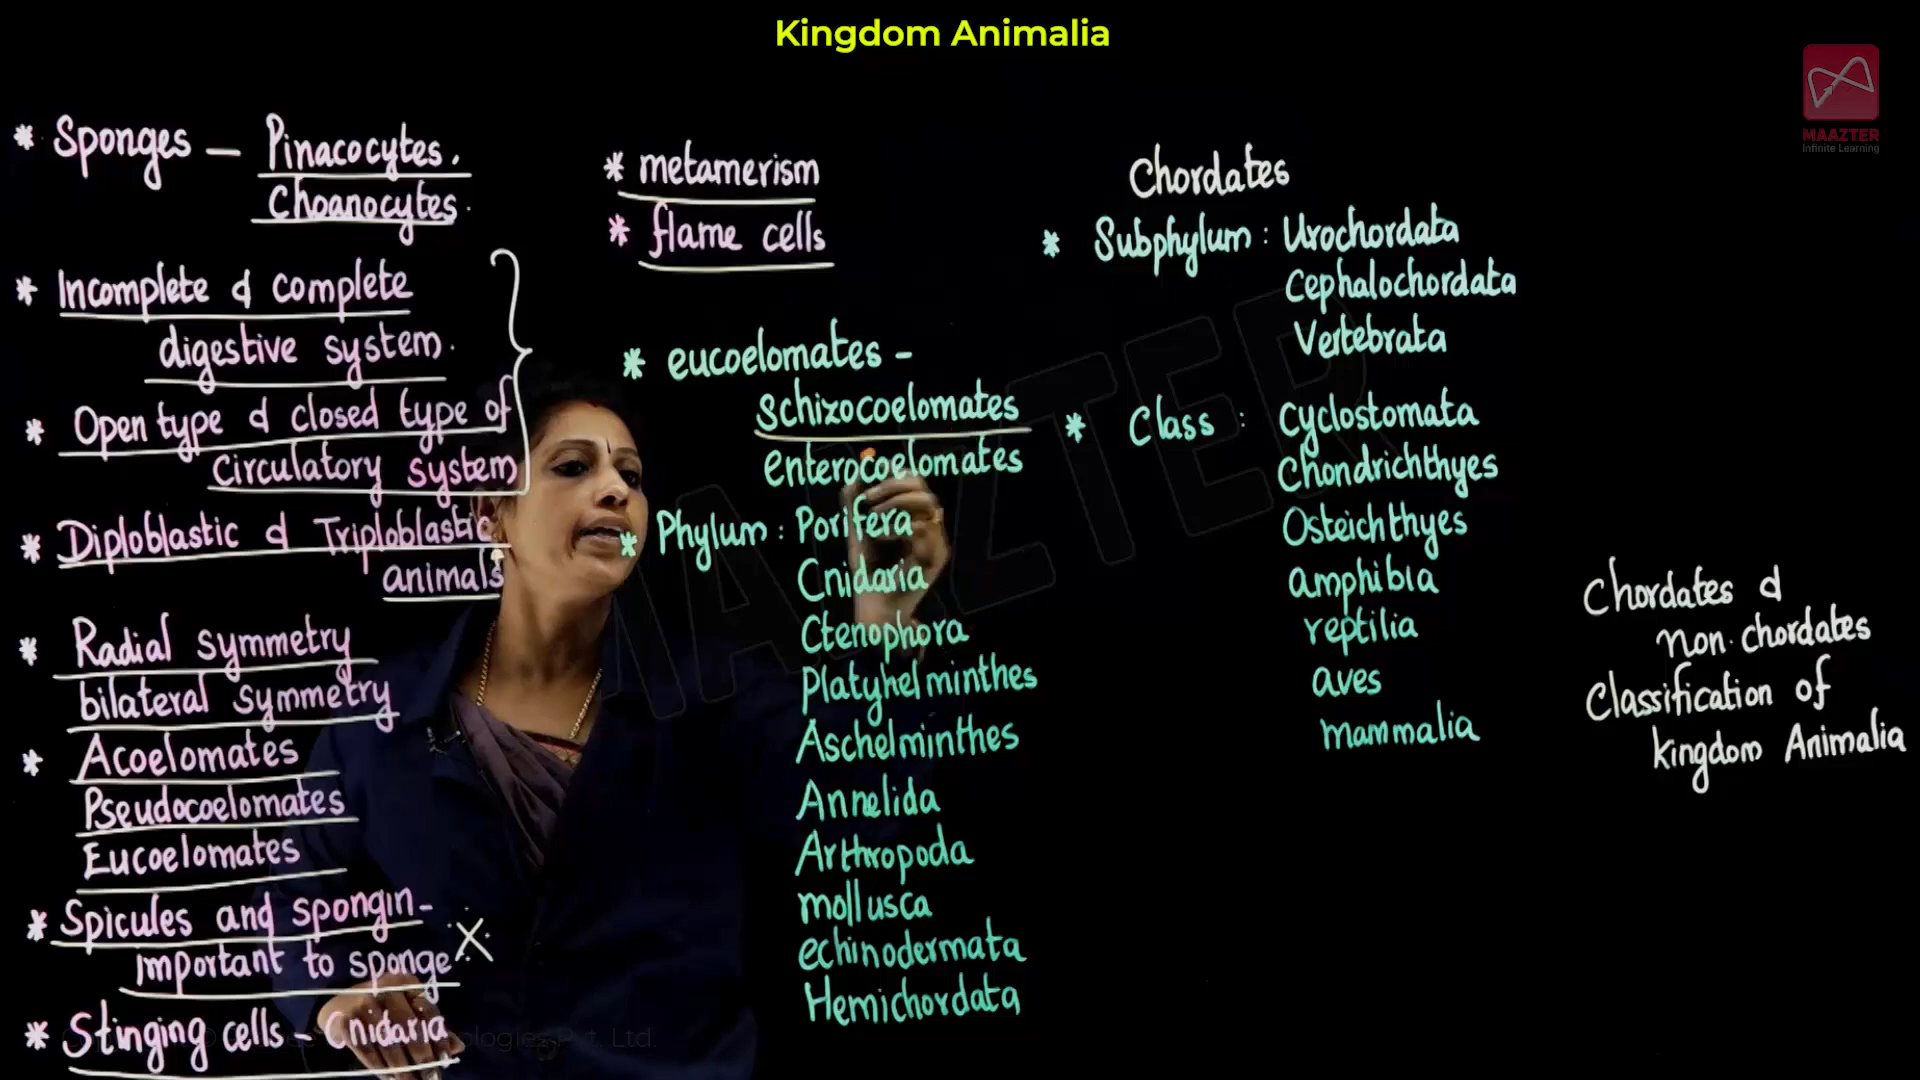 Kingdom Animalia
MAAZTER
Infinite Learning
* Sponges - Pinacocytes.
Choanocytes.
* Incomplete & complete
digestive system.
* Open type & closed type of
Circulatory system
* Diploblastic & Triploblastic
animals
* Radial symmetry
bilateral symmetry
* Acoelomates
Pseudocoelomates
Eucoelomates
* Spicules and spongin-
important to sponge X
* Stinging cells - Cnidaria
* metamerism
* flame cells
* eucoelomates -
Schizocoelomates
enterocoelomates
* Phylum : Porifera
Cnidaria
Ctenophora
Platyhelminthes
Aschelminthes
Annelida
Arthropoda
mollusca
echinodermata
Hemichordata
Chordates
* Subphylum : Urochordata
Cephalochordata
Vertebrata
* Class : Cyclostomata
Chondrichthyes
Osteichthyes
amphibia
reptilia
aves
mammalia
Chordates &
non. chordates
Classification of
kingdom Animalia
MAAZTER